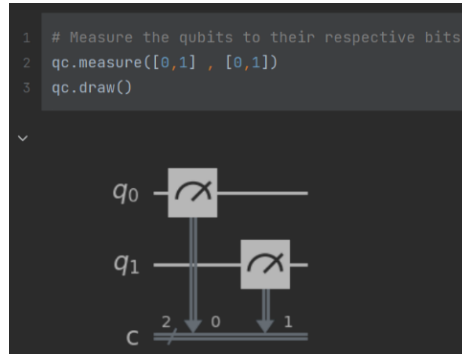 1 # Measure the qubits to their respective bits
2 qc.measure([0,1] , [0,1])
3 qc.draw()
q0
q1
2 0 1
c